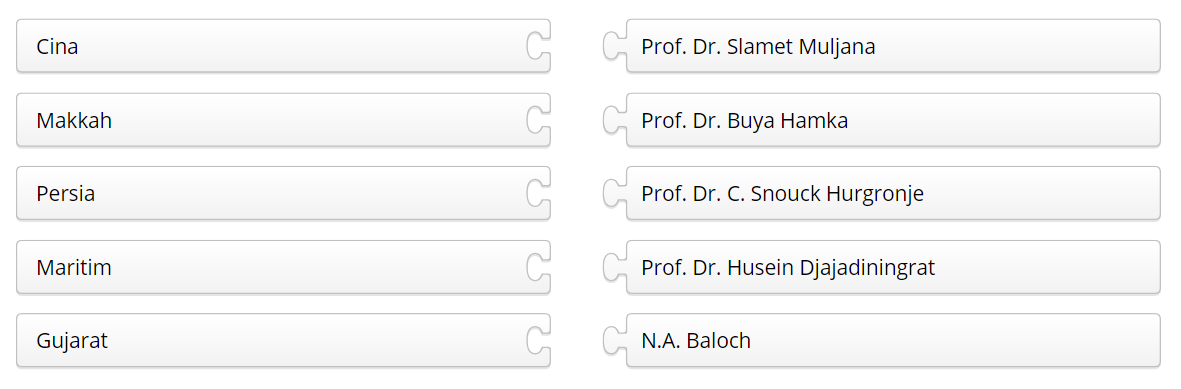 Cina
Prof. Dr. Slamet Muljana
Makkah
Prof. Dr. Buya Hamka
Persia
Prof. Dr. C. Snouck Hurgronje
Maritim
Prof. Dr. Husein Djajadiningrat
Gujarat
N.A. Baloch